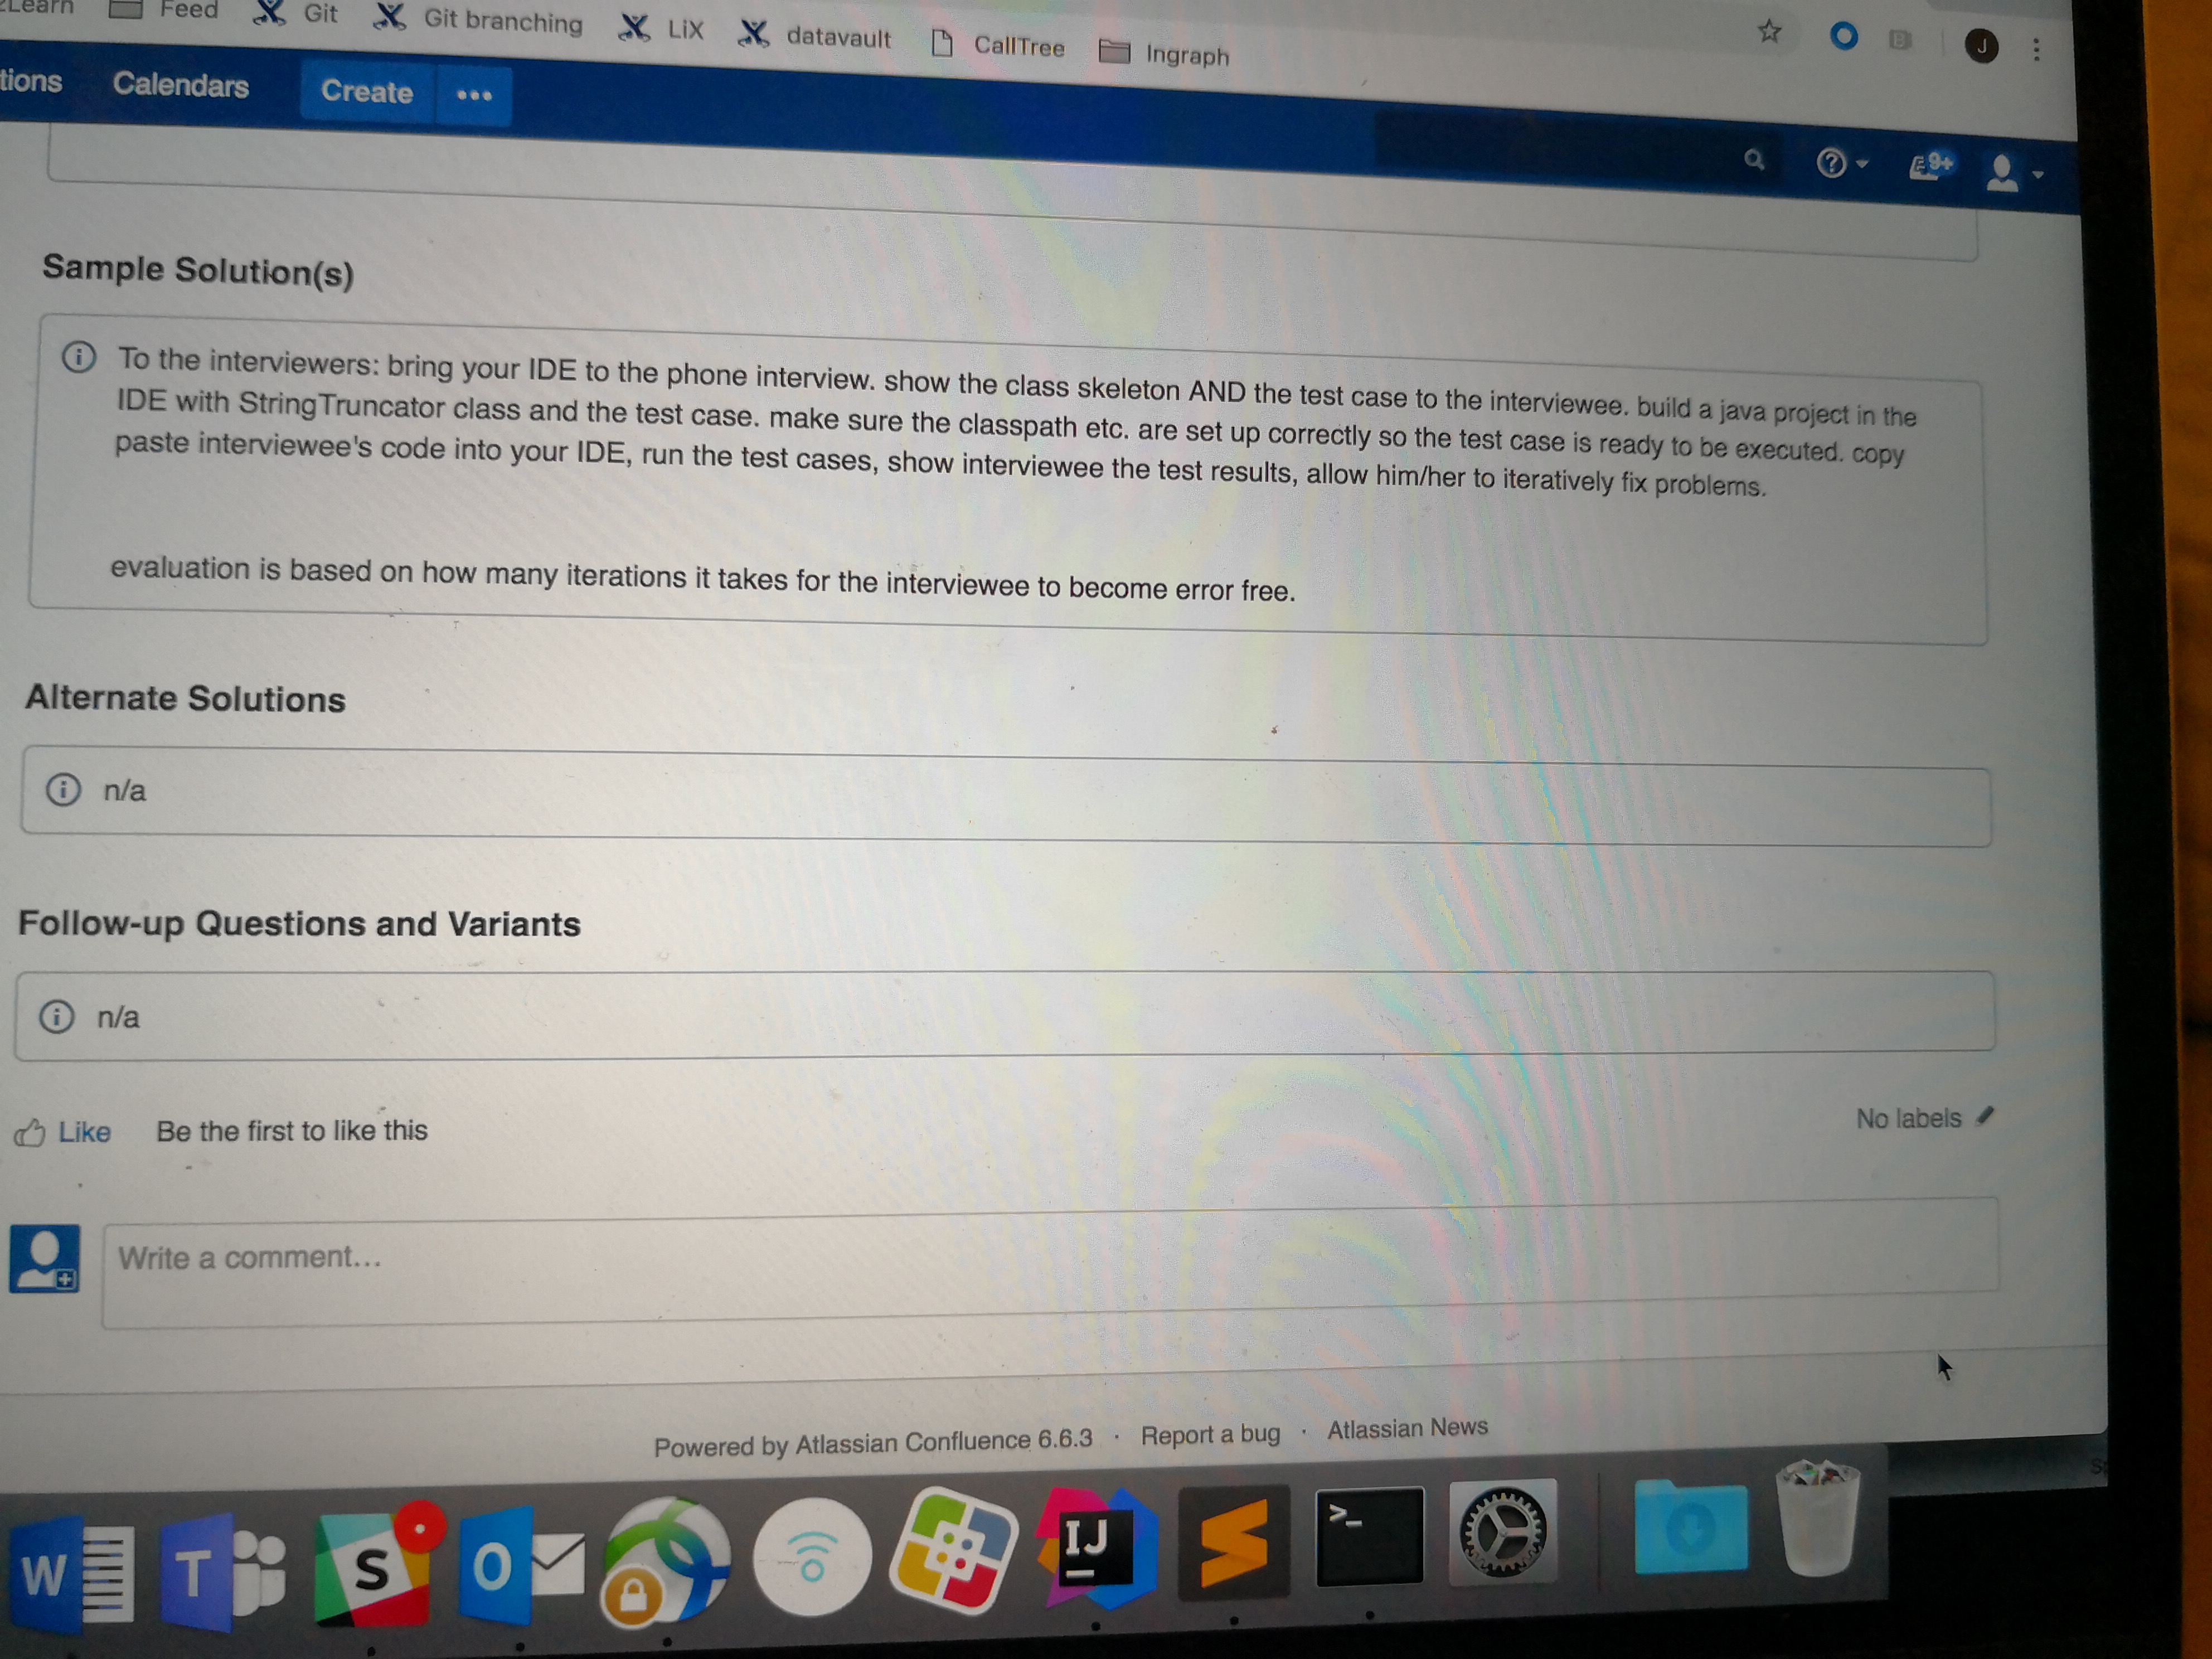 Learn Feed Git Git branching LiX datavault CallTree Ingraph J
tions Calendars Create
9+
Sample Solution(s)
To the interviewers: bring your IDE to the phone interview. show the class skeleton AND the test case to the interviewee. build a java project in the
IDE with StringTruncator class and the test case. make sure the classpath etc. are set up correctly so the test case is ready to be executed. copy
paste interviewee's code into your IDE, run the test cases, show interviewee the test results, allow him/her to iteratively fix problems.
evaluation is based on how many iterations it takes for the interviewee to become error free.
Alternate Solutions
n/a
Follow-up Questions and Variants
n/a
Like Be the first to like this No labels
Write a comment...
Powered by Atlassian Confluence 6.6.3 · Report a bug · Atlassian News
W T S O IJ >_